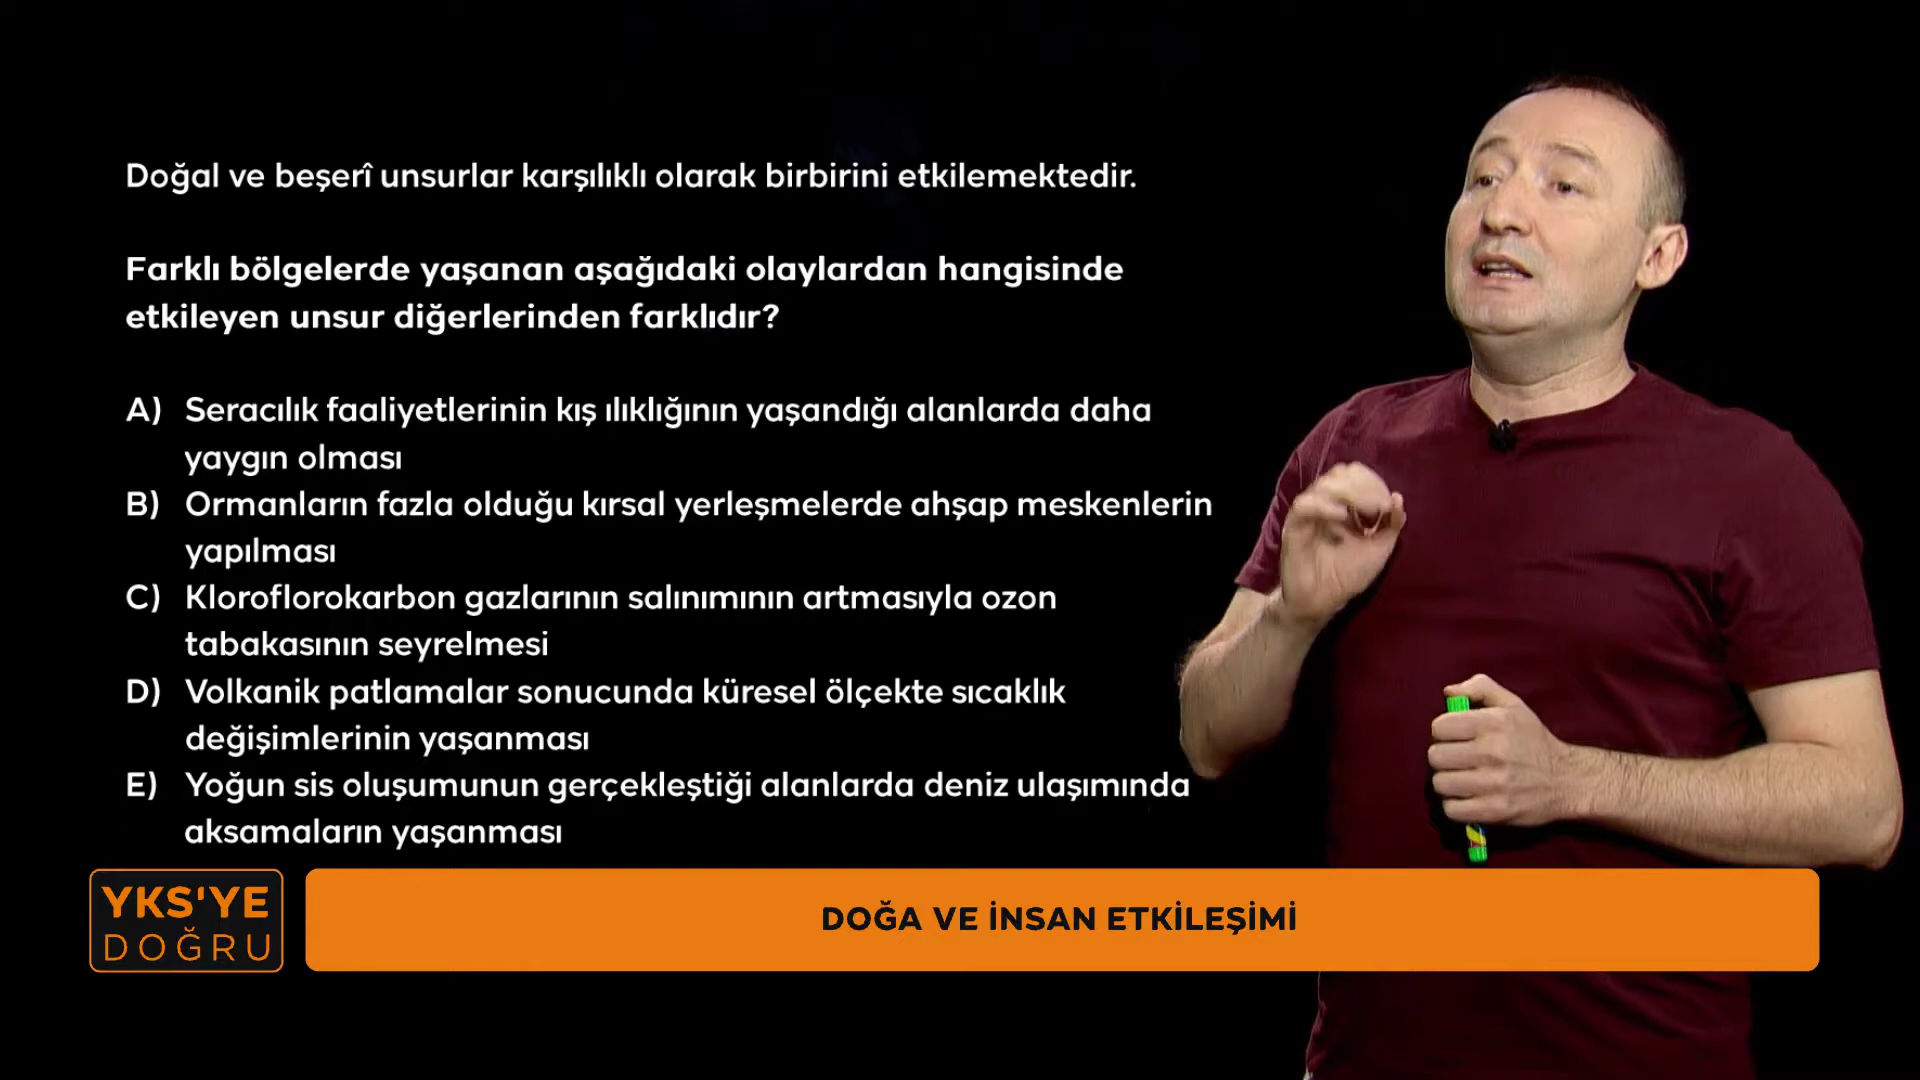 Doğal ve beşerî unsurlar karşılıklı olarak birbirini etkilemektedir.
Farklı bölgelerde yaşanan aşağıdaki olaylardan hangisinde
etkileyen unsur diğerlerinden farklıdır?
A) Seracılık faaliyetlerinin kış ılıklığının yaşandığı alanlarda daha
yaygın olması
B) Ormanların fazla olduğu kırsal yerleşmelerde ahşap meskenlerin
yapılması
C) Kloroflorokarbon gazlarının salınımının artmasıyla ozon
tabakasının seyrelmesi
D) Volkanik patlamalar sonucunda küresel ölçekte sıcaklık
değişimlerinin yaşanması
E) Yoğun sis oluşumunun gerçekleştiği alanlarda deniz ulaşımında
aksamaların yaşanması
YKS'YE
DOĞRU
DOĞA VE İNSAN ETKİLEŞİMİ